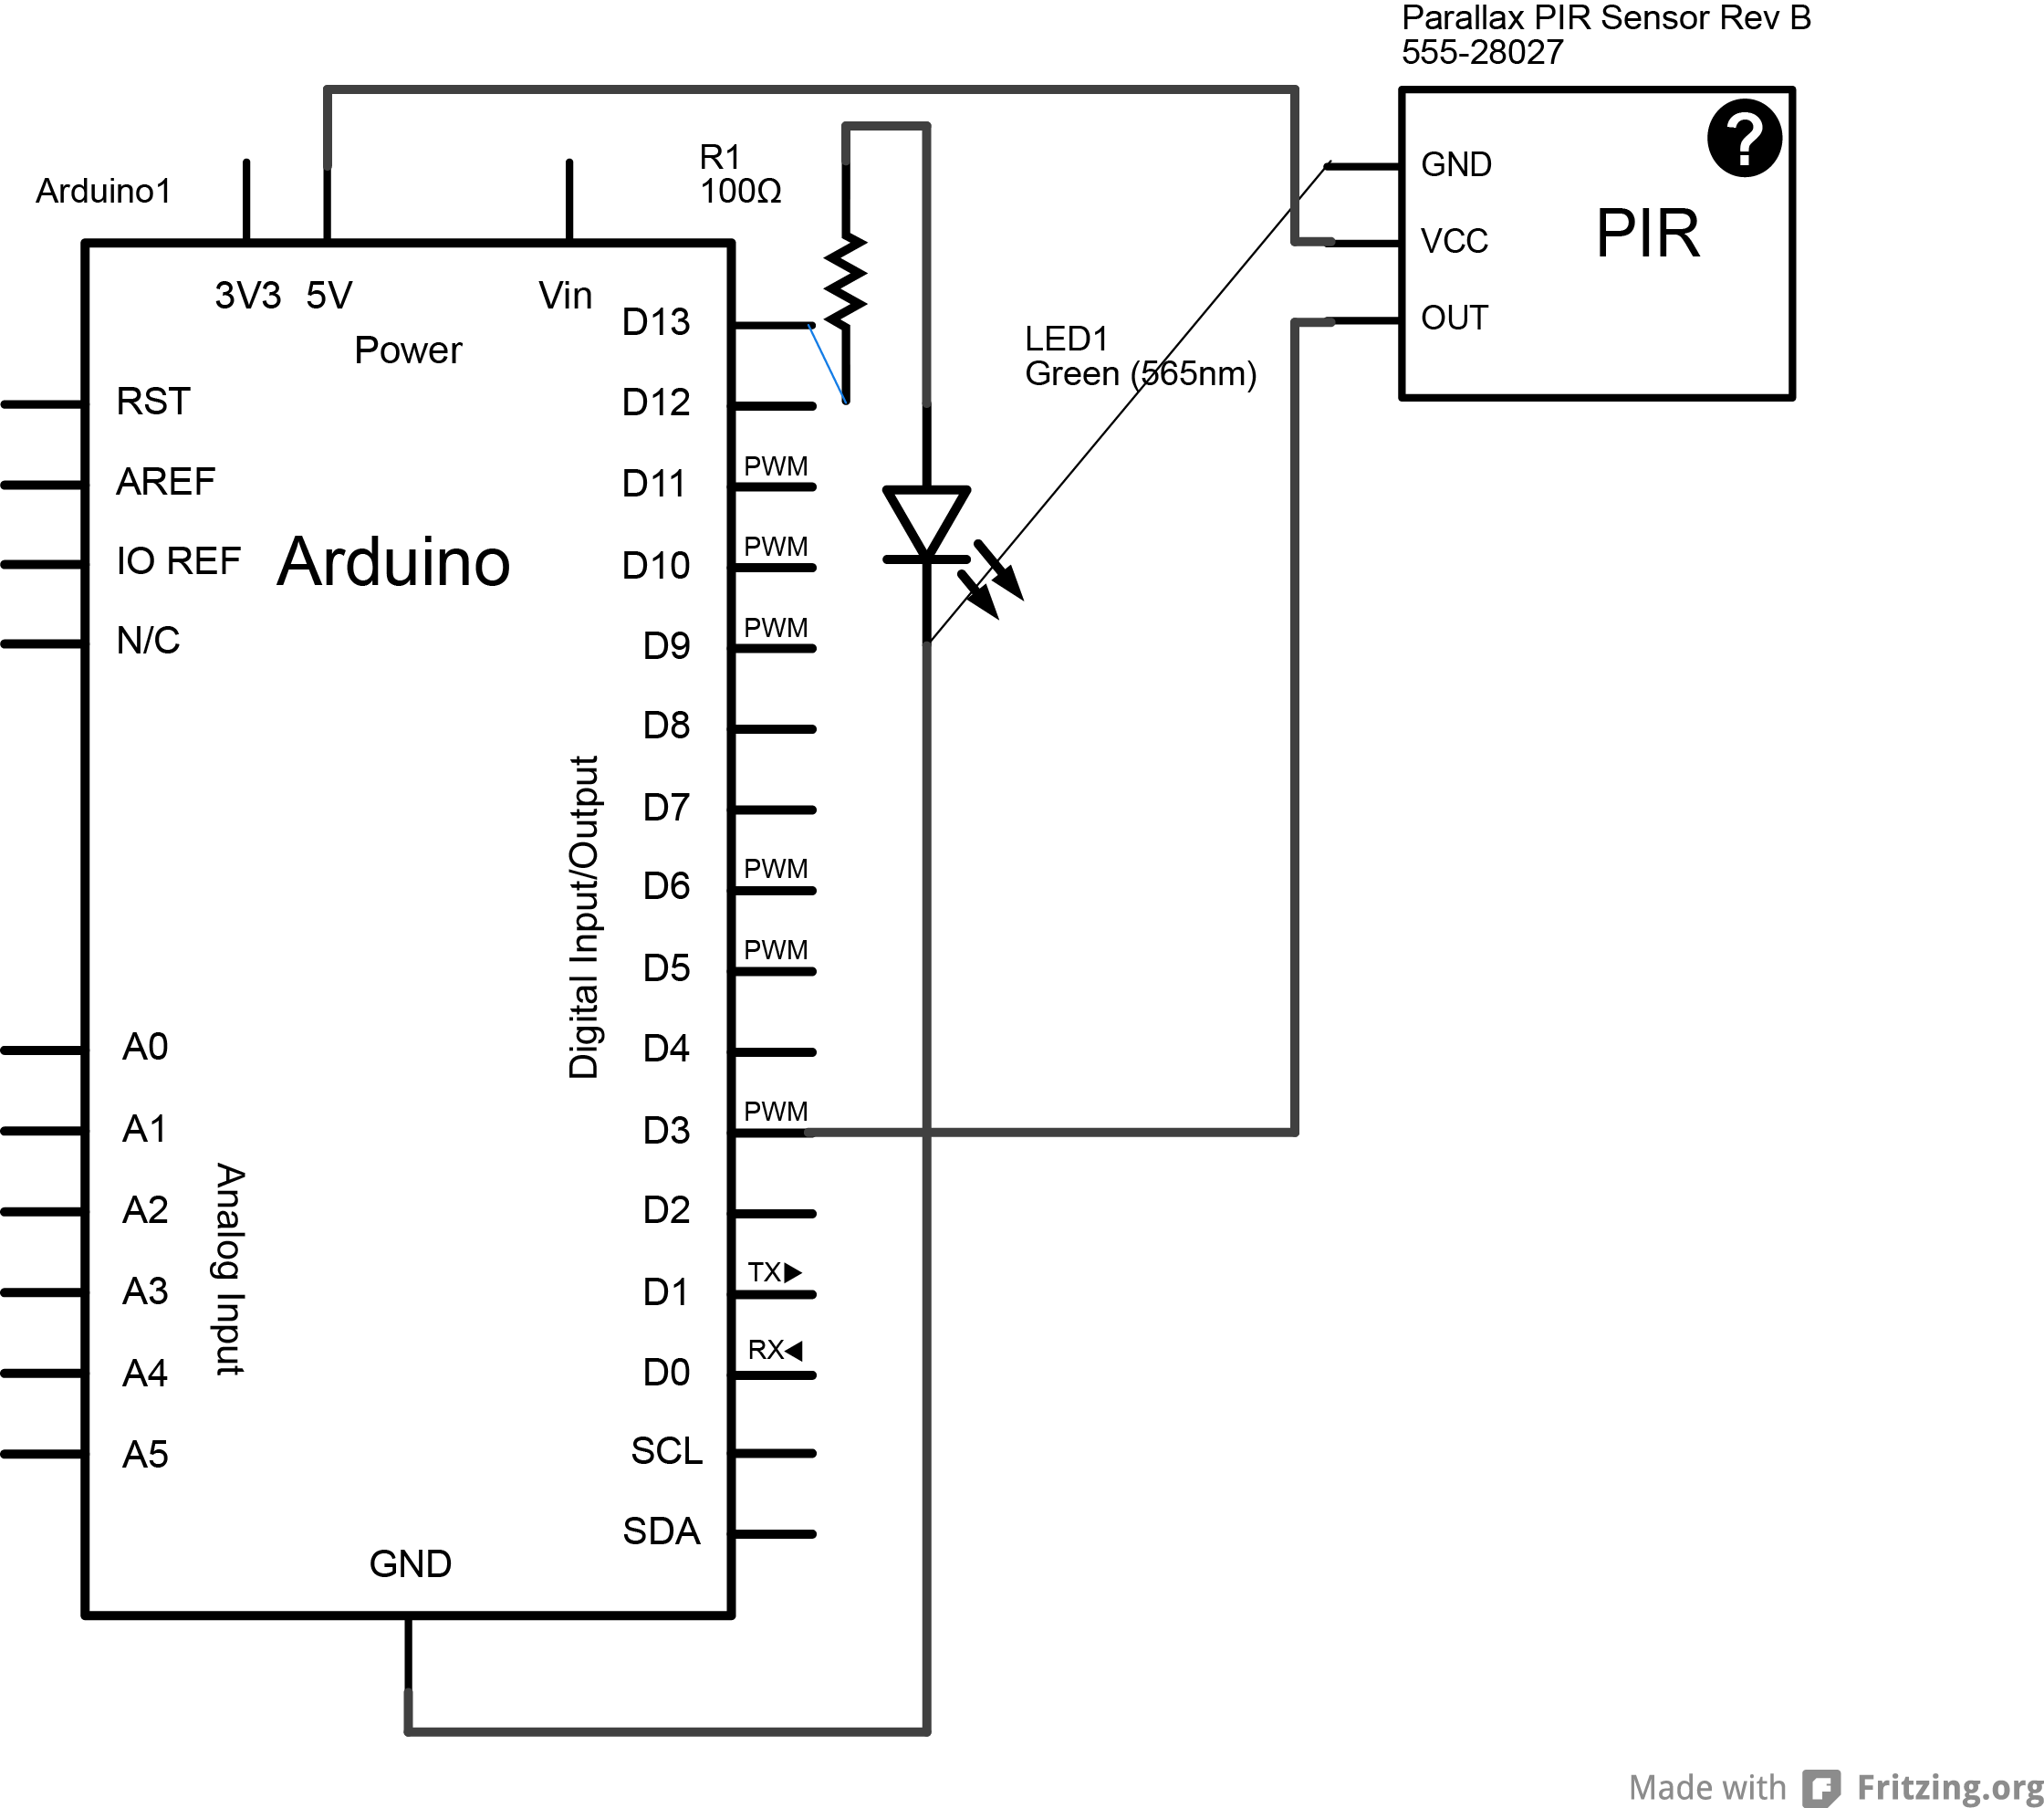 Parallax PIR Sensor Rev B
555-28027
GND
VCC
OUT
PIR
?
Arduino1
R1
100Ω
3V3
5V
Vin
Power
LED1
Green (565nm)
RST
AREF
IO REF
N/C
Arduino
D13
D12
D11
PWM
D10
PWM
D9
PWM
D8
D7
D6
PWM
D5
PWM
D4
D3
PWM
D2
D1
TX
D0
RX
SCL
SDA
Digital Input/Output
A0
A1
A2
A3
A4
A5
Analog Input
GND
Made with Fritzing.org